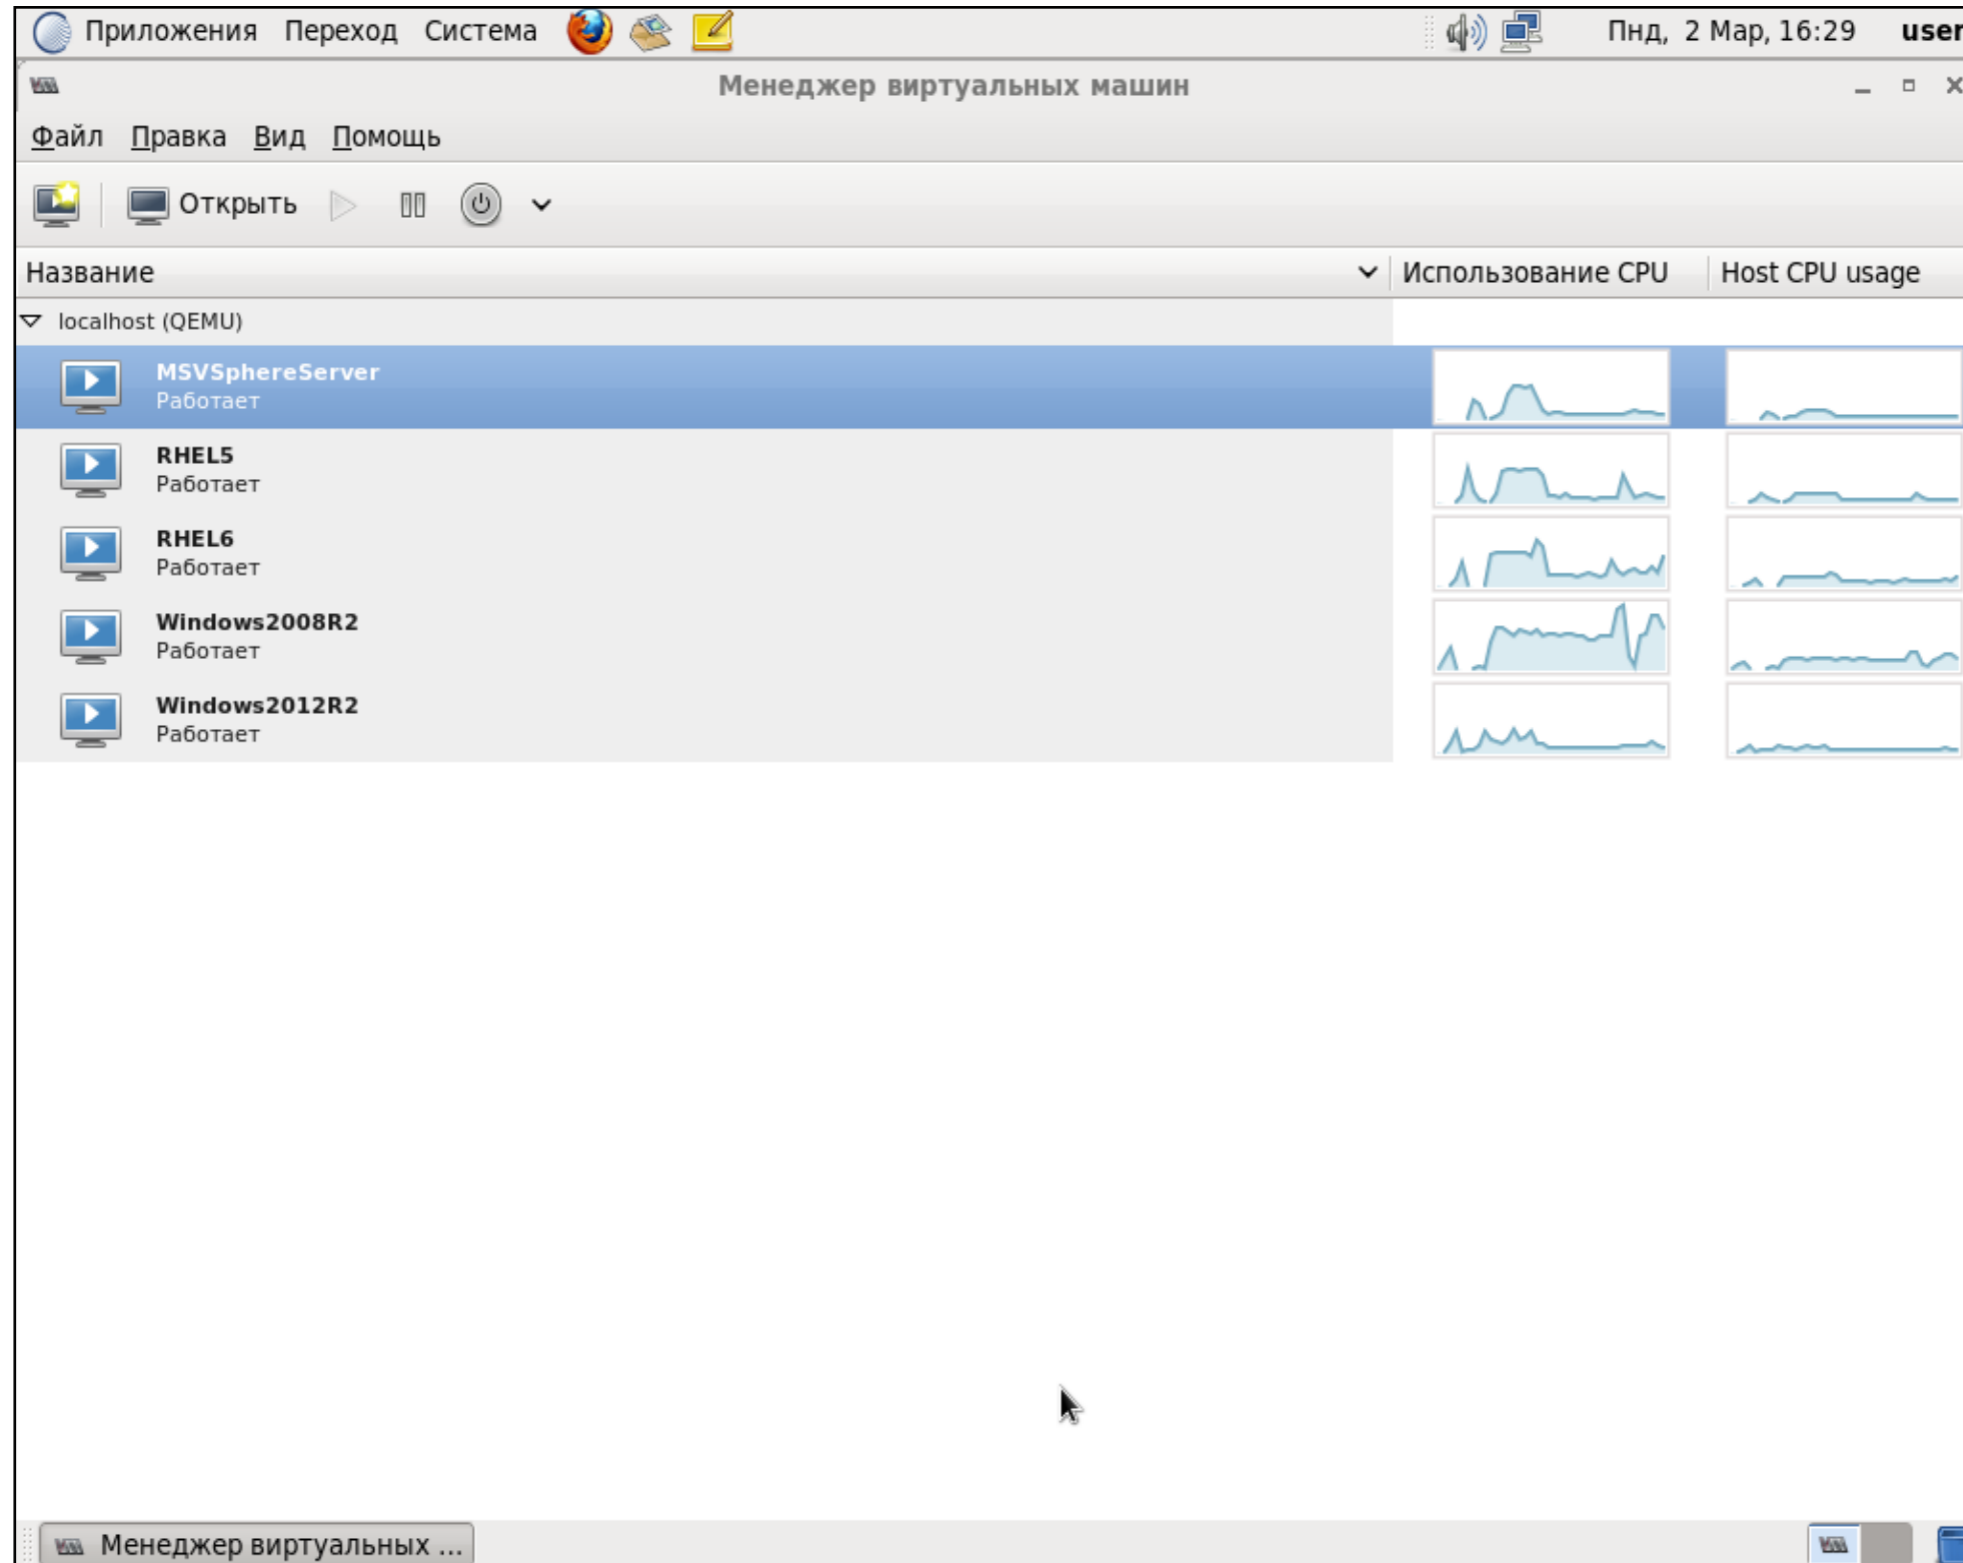 Приложения Переход Система Пнд, 2 Мар, 16:29 user
Менеджер виртуальных машин
Файл Правка Вид Помощь
Открыть
Название Использование CPU Host CPU usage
localhost (QEMU)
MSVSphereServer
Работает
RHEL5
Работает
RHEL6
Работает
Windows2008R2
Работает
Windows2012R2
Работает
Менеджер виртуальных ...